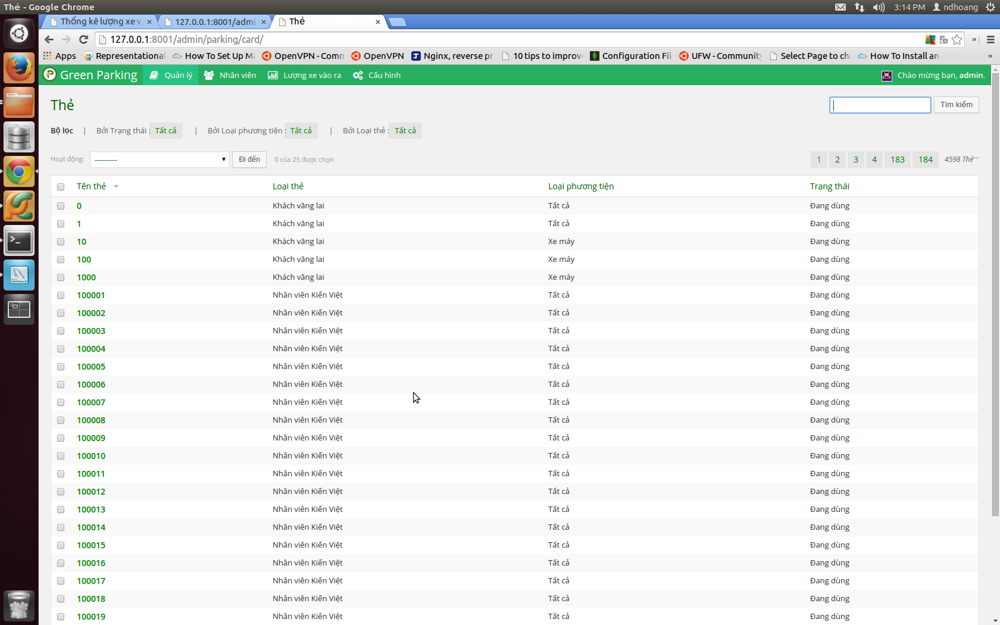 Thẻ - Google Chrome
3:14 PM ndhoang
Thống kê lượng xe v
127.0.0.1:8001/admi
Thẻ
127.0.0.1:8001/admin/parking/card/
Apps Representational How To Set Up M OpenVPN - Comm OpenVPN Nginx, reverse pr 10 tips to improv Configuration Fil UFW - Community Select Page to ch How To Install an »
Green Parking Quản lý Nhân viên Lượng xe vào ra Cấu hình Chào mừng bạn, admin.
Thẻ
Tìm kiếm
Bộ lọc | Bởi Trạng thái : Tất cả | Bởi Loại phương tiện : Tất cả | Bởi Loại thẻ : Tất cả
Hoạt động: --------- Đi đến 0 của 25 được chọn 1 2 3 4 183 184 4598 Thẻ...
Tên thẻ Loại thẻ Loại phương tiện Trạng thái
0 Khách vãng lai Tất cả Đang dùng
1 Khách vãng lai Tất cả Đang dùng
10 Khách vãng lai Xe máy Đang dùng
100 Khách vãng lai Xe máy Đang dùng
1000 Khách vãng lai Xe máy Đang dùng
100001 Nhân viên Kiến Việt Tất cả Đang dùng
100002 Nhân viên Kiến Việt Tất cả Đang dùng
100003 Nhân viên Kiến Việt Tất cả Đang dùng
100004 Nhân viên Kiến Việt Tất cả Đang dùng
100005 Nhân viên Kiến Việt Tất cả Đang dùng
100006 Nhân viên Kiến Việt Tất cả Đang dùng
100007 Nhân viên Kiến Việt Tất cả Đang dùng
100008 Nhân viên Kiến Việt Tất cả Đang dùng
100009 Nhân viên Kiến Việt Tất cả Đang dùng
100010 Nhân viên Kiến Việt Tất cả Đang dùng
100011 Nhân viên Kiến Việt Tất cả Đang dùng
100012 Nhân viên Kiến Việt Tất cả Đang dùng
100013 Nhân viên Kiến Việt Tất cả Đang dùng
100014 Nhân viên Kiến Việt Tất cả Đang dùng
100015 Nhân viên Kiến Việt Tất cả Đang dùng
100016 Nhân viên Kiến Việt Tất cả Đang dùng
100017 Nhân viên Kiến Việt Tất cả Đang dùng
100018 Nhân viên Kiến Việt Tất cả Đang dùng
100019 Nhân viên Kiến Việt Tất cả Đang dùng